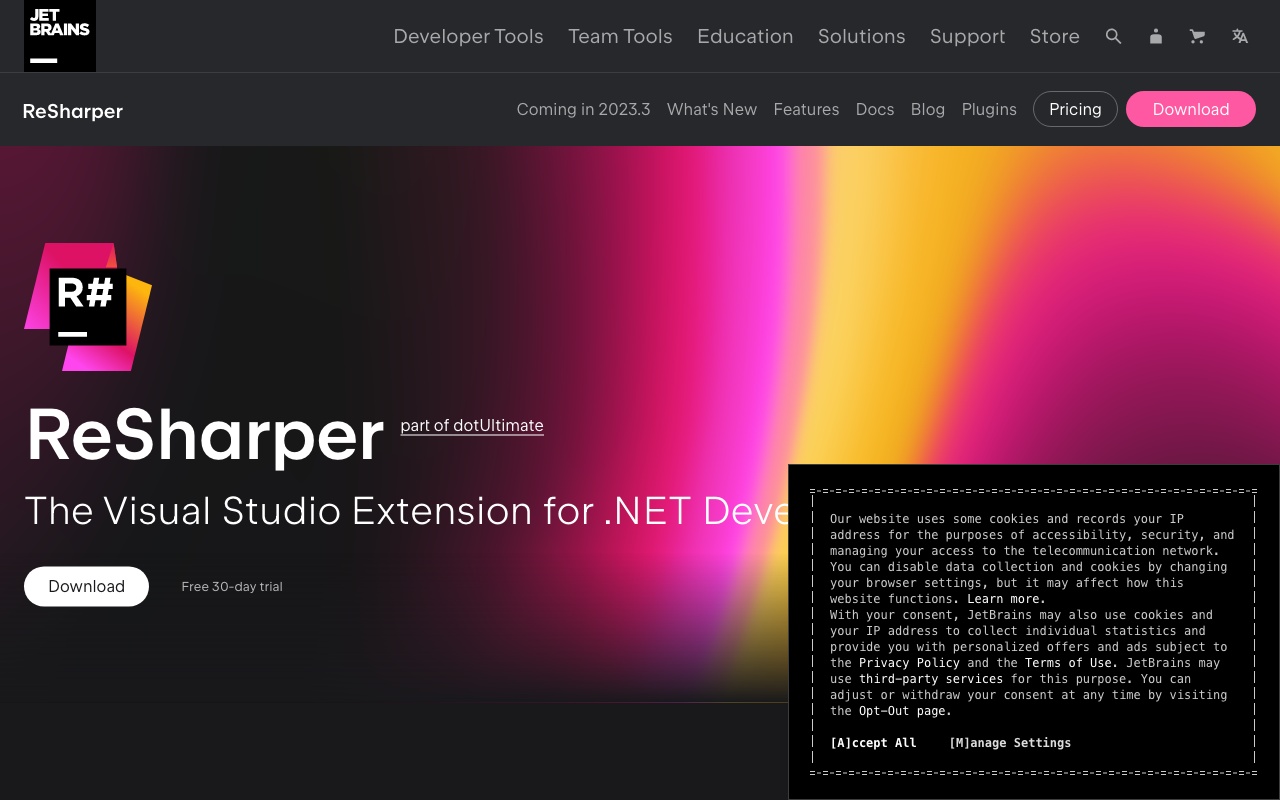 JET
BRAINS
Developer Tools Team Tools Education Solutions Support Store
ReSharper
Coming in 2023.3 What's New Features Docs Blog Plugins Pricing Download
R#
ReSharper part of dotUltimate
The Visual Studio Extension for .NET
Download Free 30-day trial
Our website uses some cookies and records your IP
address for the purposes of accessibility, security, and
managing your access to the telecommunication network.
You can disable data collection and cookies by changing
your browser settings, but it may affect how this
website functions. Learn more.
With your consent, JetBrains may also use cookies and
your IP address to collect individual statistics and
provide you with personalized offers and ads subject to
the Privacy Policy and the Terms of Use. JetBrains may
use third-party services for this purpose. You can
adjust or withdraw your consent at any time by visiting
the Opt-Out page.
[A]ccept All [M]anage Settings